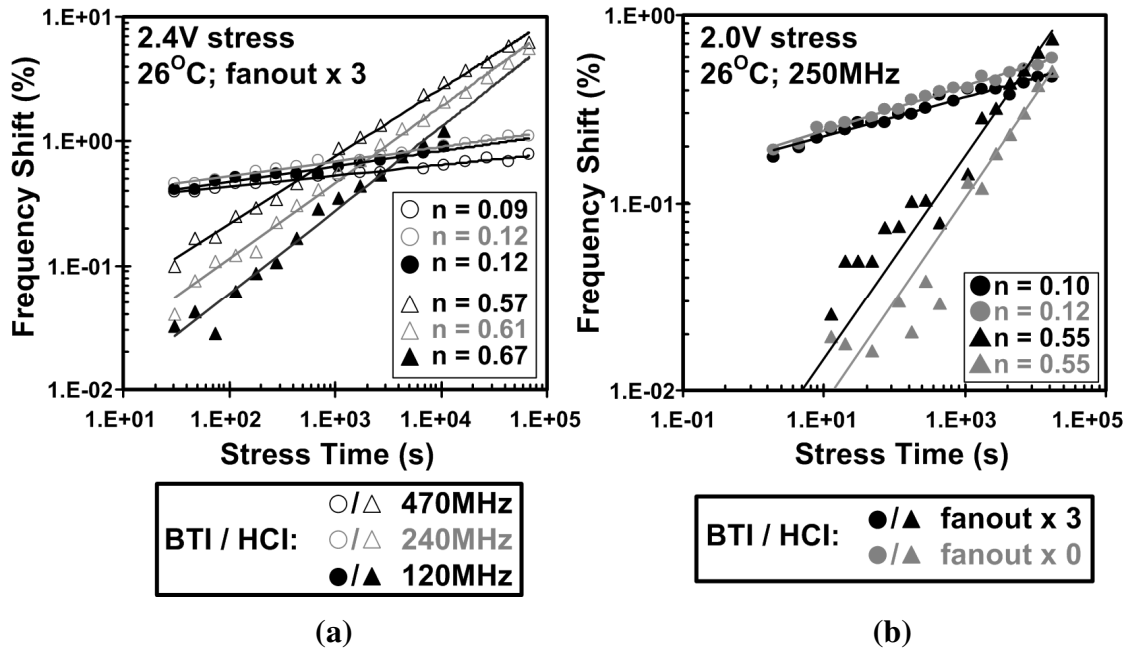 Frequency Shift (%)
1.E+01
1.E+00
1.E-01
1.E-02
2.4V stress
26°C; fanout x 3
n = 0.09
n = 0.12
n = 0.12
n = 0.57
n = 0.61
n = 0.67
1.E+01 1.E+02 1.E+03 1.E+04 1.E+05
Stress Time (s)
BTI / HCI:
○/△ 470MHz
○/△ 240MHz
●/▲ 120MHz
(a)
Frequency Shift (%)
1.E+00
1.E-01
1.E-02
2.0V stress
26°C; 250MHz
n = 0.10
n = 0.12
n = 0.55
n = 0.55
1.E-01 1.E+01 1.E+03 1.E+05
Stress Time (s)
BTI / HCI:
●/▲ fanout x 3
●/▲ fanout x 0
(b)